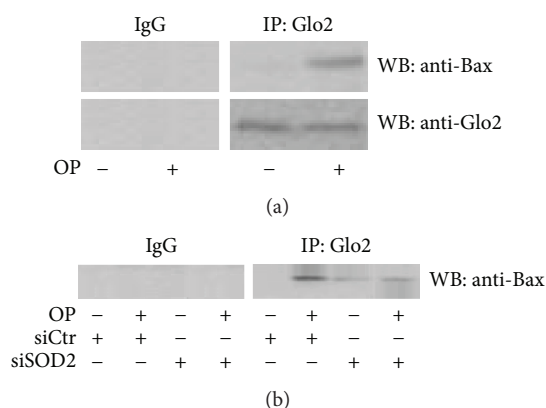 IgG IP: Glo2
WB: anti-Bax
WB: anti-Glo2
OP − + − +
(a)
IgG IP: Glo2
WB: anti-Bax
OP − + − + − + − +
siCtr + + − − + + − −
siSOD2 − − + + − − + +
(b)